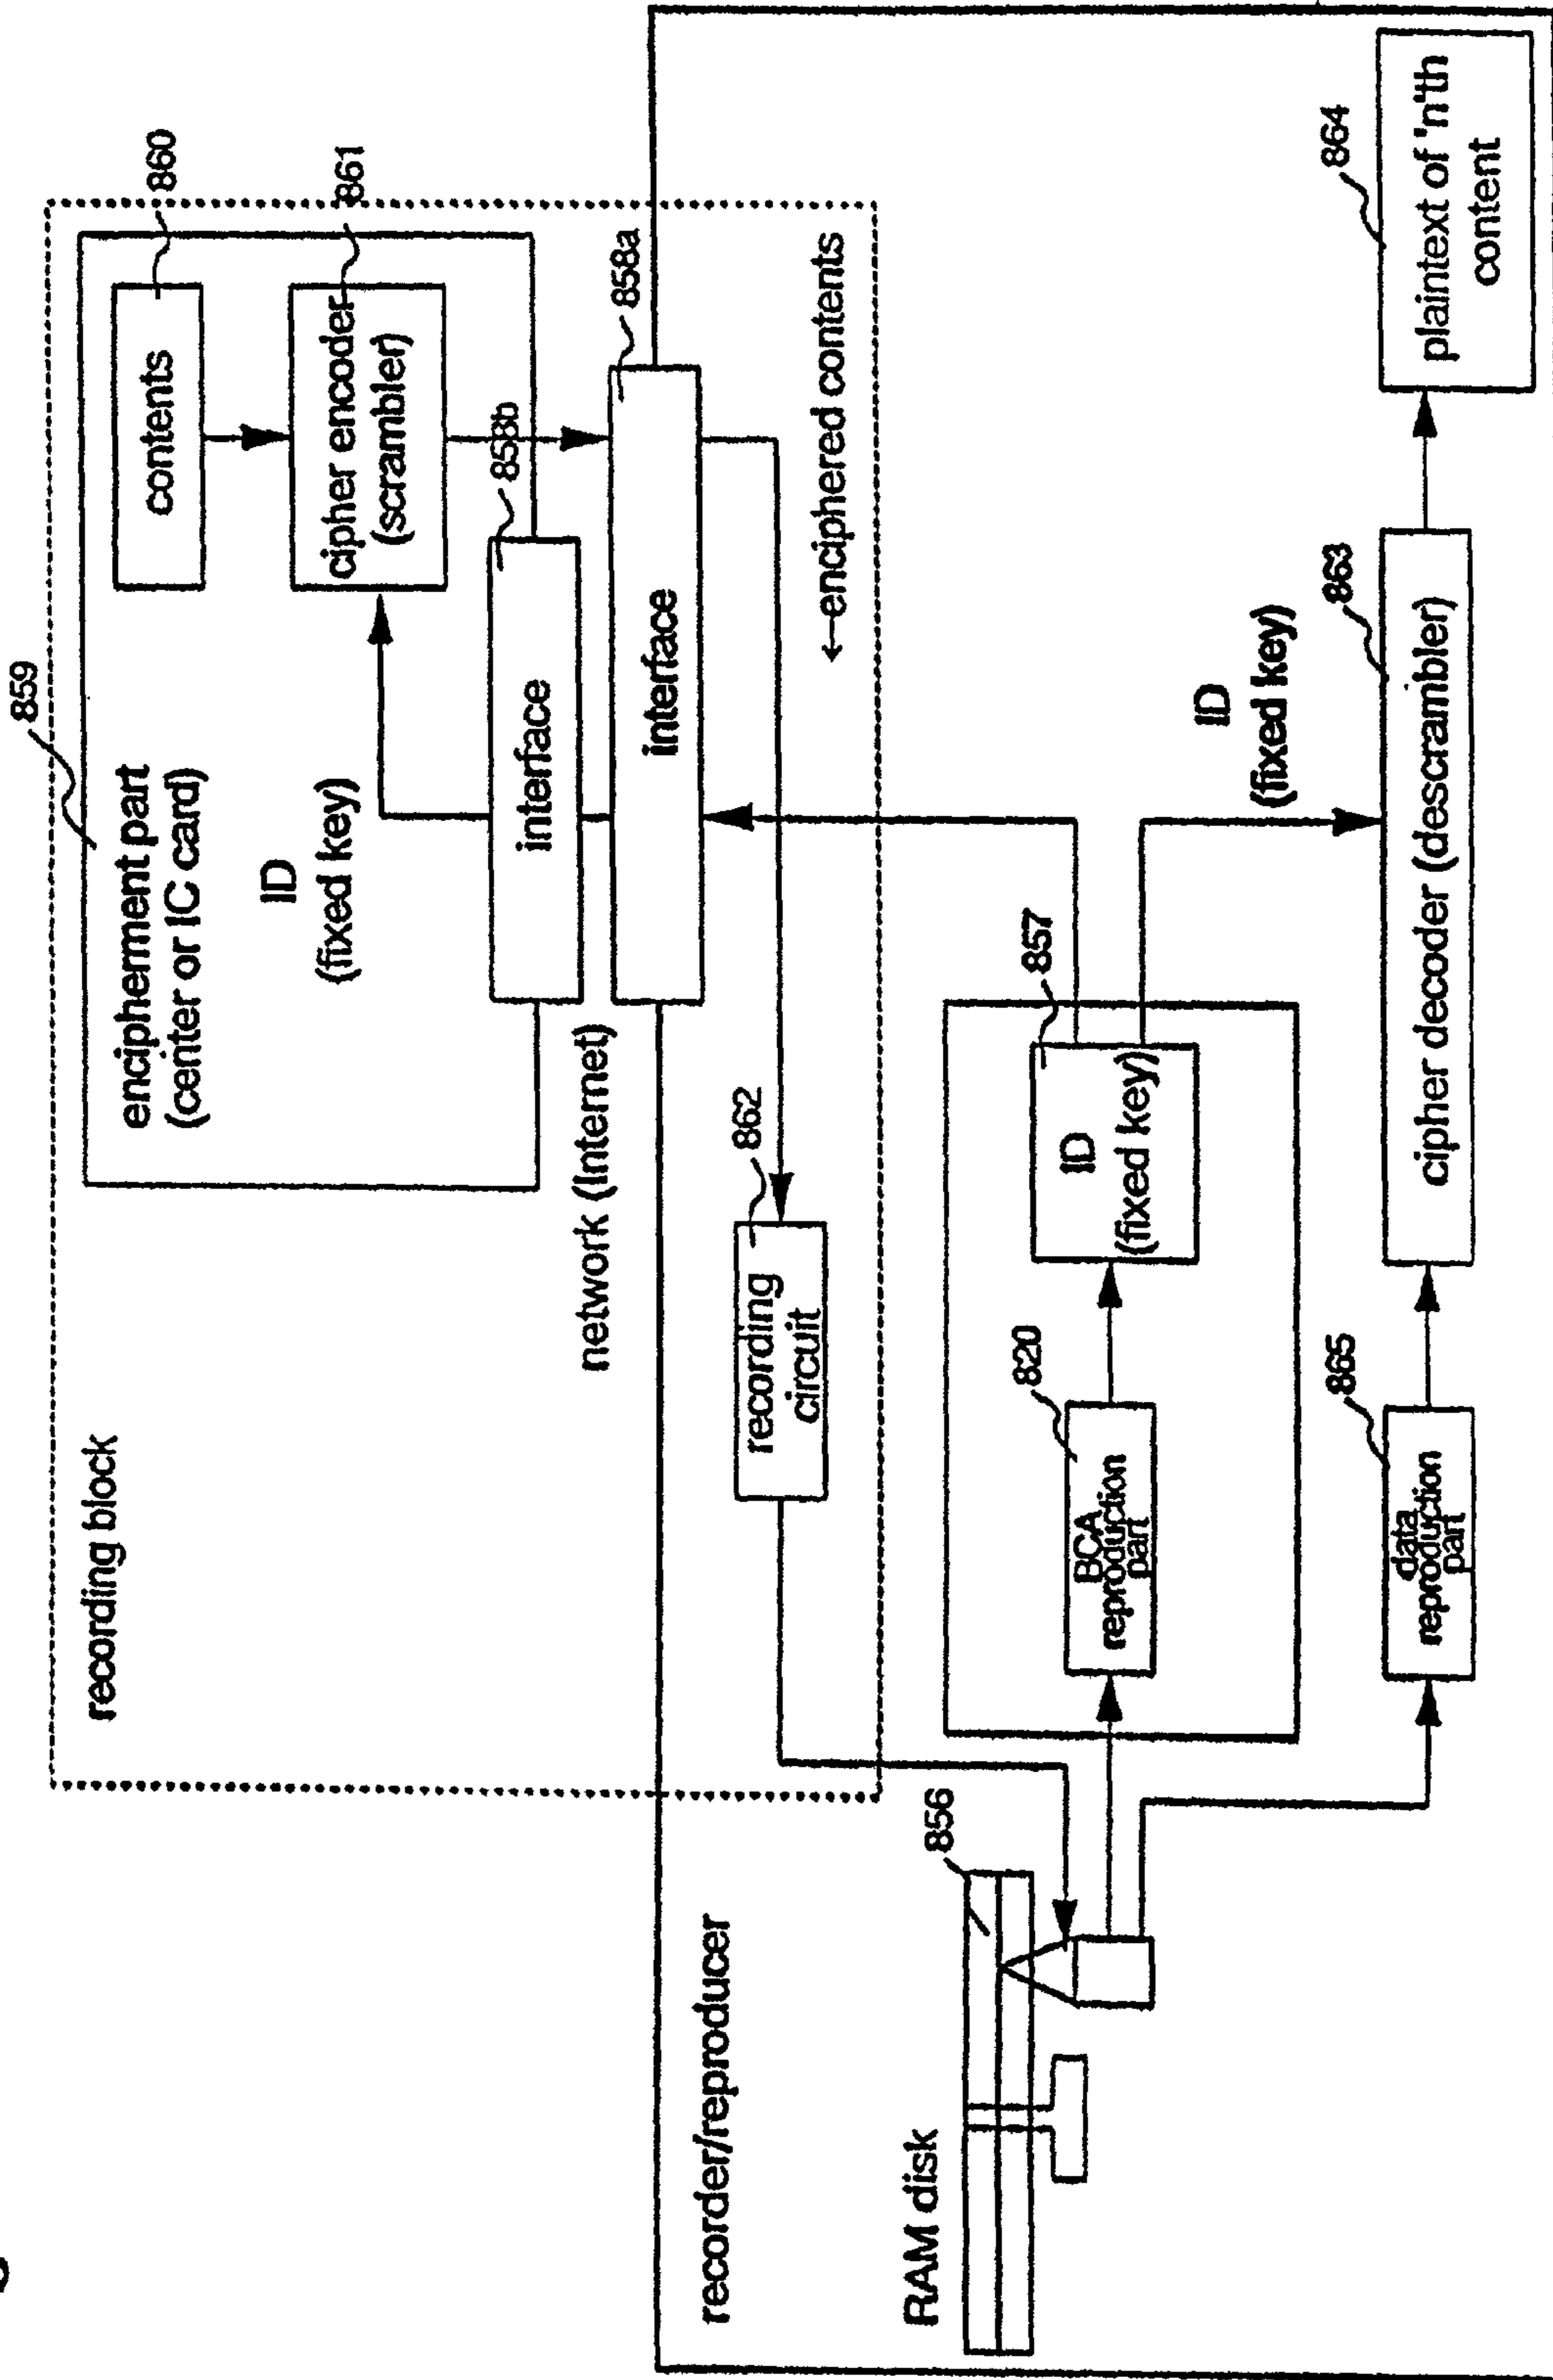 recording block
859
encipherment part
(center or IC card)
860
contents
861
cipher encoder
(scrambler)
ID
(fixed key)
858b
interface
network (Internet)
858a
interface
862
recording
circuit
←enciphered contents
recorder/reproducer
RAM disk
856
820
BCA
reproduction
part
857
ID
(fixed key)
ID
(fixed key)
865
data
reproduction
part
863
cipher decoder (descrambler)
864
plaintext of 'n'th
content